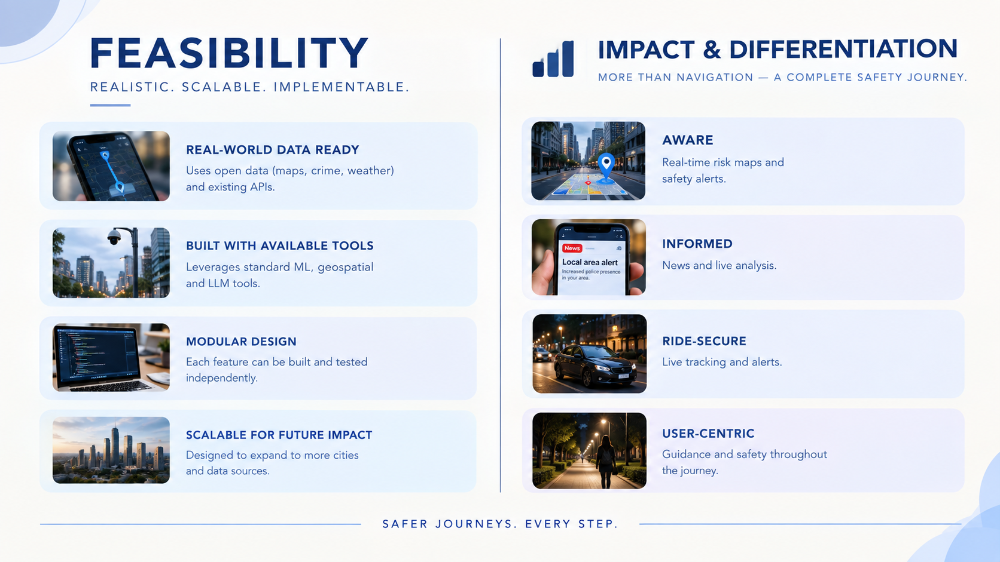 FEASIBILITY
REALISTIC. SCALABLE. IMPLEMENTABLE.
REAL-WORLD DATA READY
Uses open data (maps, crime, weather)
and existing APIs.
BUILT WITH AVAILABLE TOOLS
Leverages standard ML, geospatial
and LLM tools.
MODULAR DESIGN
Each feature can be built and tested
independently.
SCALABLE FOR FUTURE IMPACT
Designed to expand to more cities
and data sources.
IMPACT & DIFFERENTIATION
MORE THAN NAVIGATION — A COMPLETE SAFETY JOURNEY.
AWARE
Real-time risk maps and
safety alerts.
News
Local area alert
Increased police presence
in your area.
INFORMED
News and live analysis.
RIDE-SECURE
Live tracking and alerts.
USER-CENTRIC
Guidance and safety throughout
the journey.
SAFER JOURNEYS. EVERY STEP.